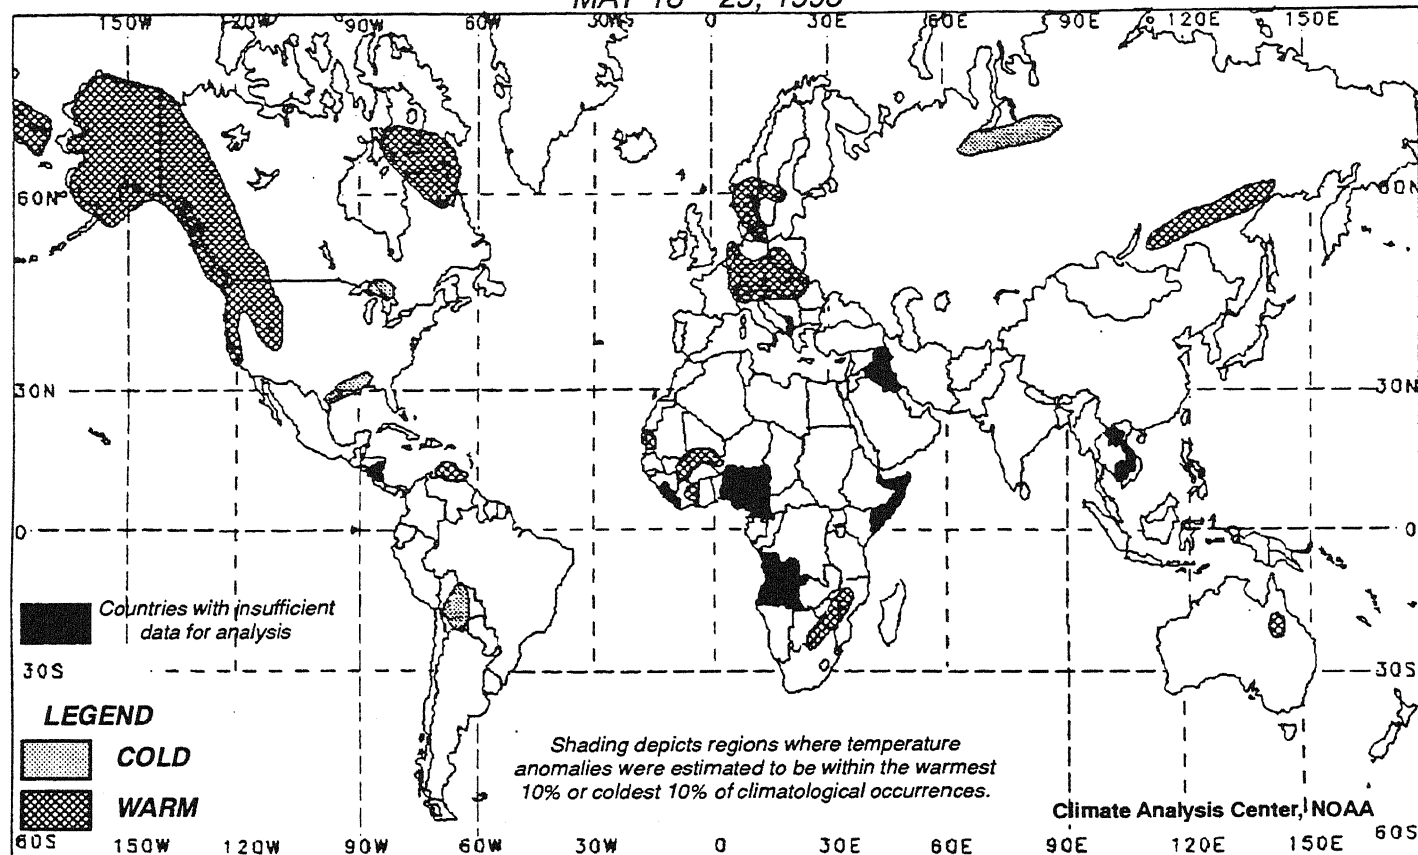 150W 120W 90W 60W 30W 0 30E 60E 90E 120E 150E
60N 60N
30N 30N
0 0
Countries with insufficient
data for analysis
30S 30S
LEGEND
COLD
WARM
Shading depicts regions where temperature
anomalies were estimated to be within the warmest
10% or coldest 10% of climatological occurrences.
Climate Analysis Center, NOAA
60S 150W 120W 90W 60W 30W 0 30E 60E 90E 120E 150E 60S